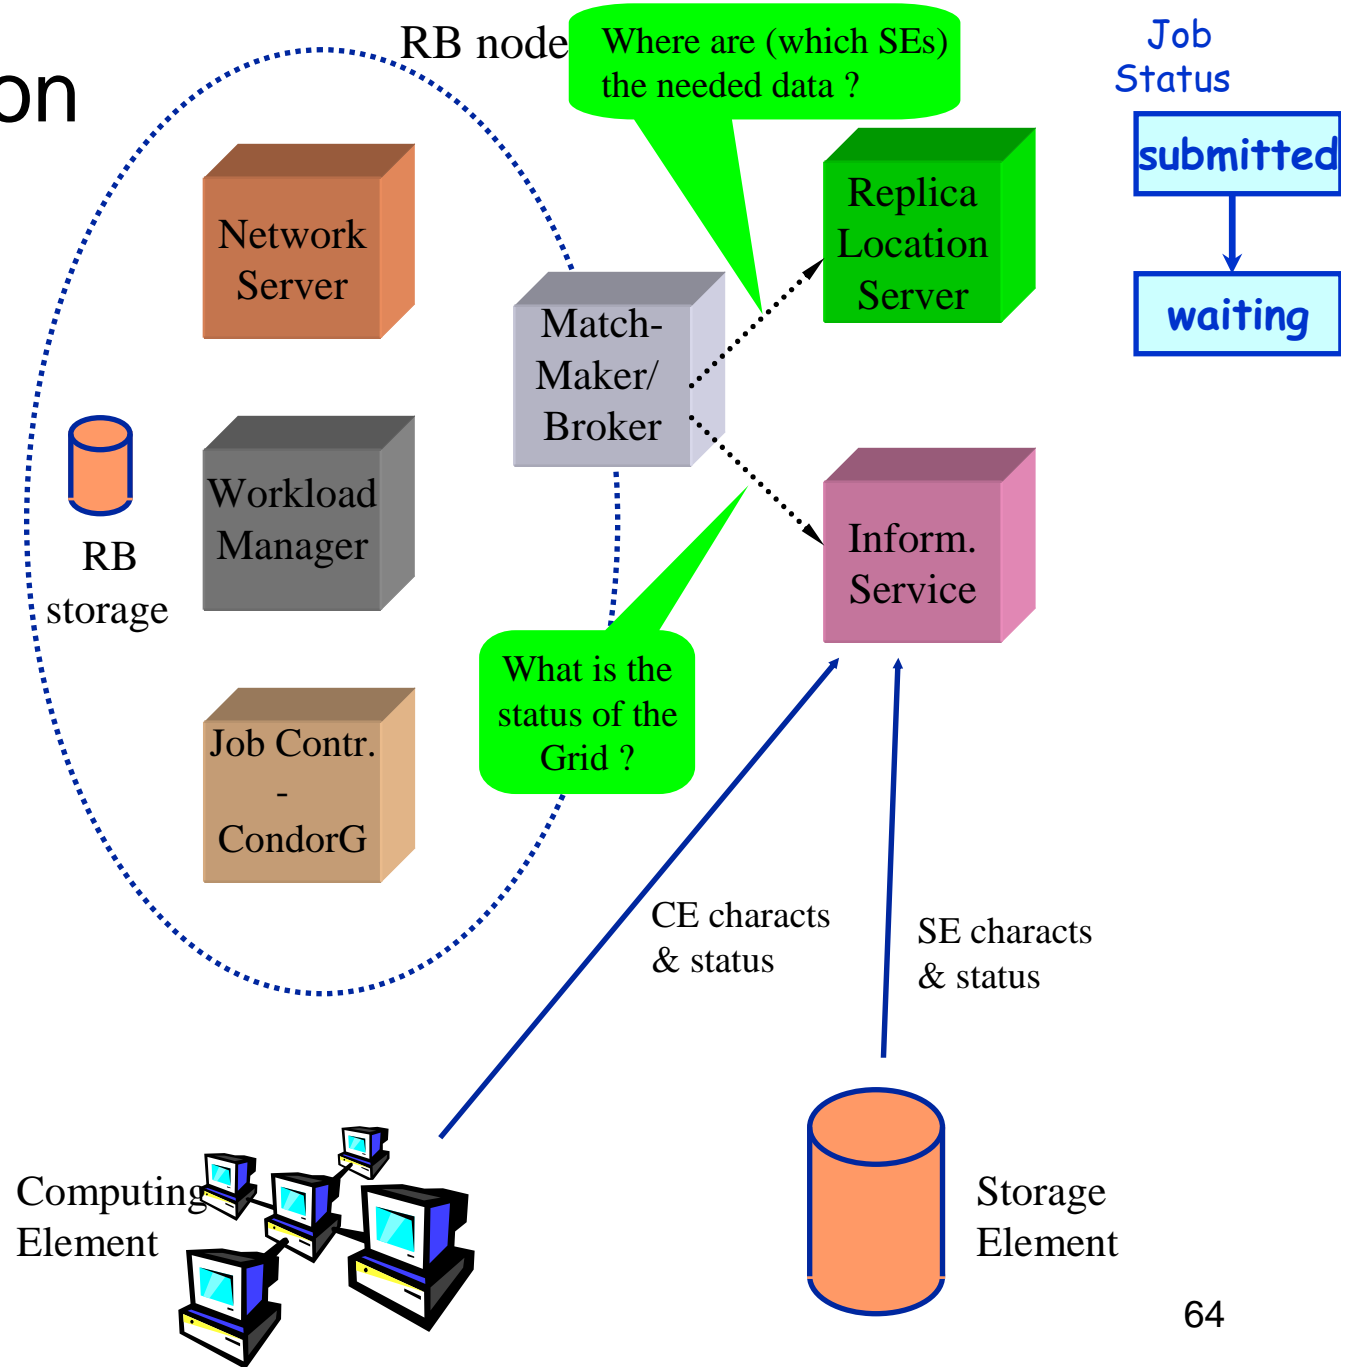 on
RB node
Where are (which SEs)
the needed data ?
Job
Status
submitted
waiting
Network
Server
Replica
Location
Server
Match-
Maker/
Broker
Workload
Manager
RB
storage
Inform.
Service
What is the
status of the
Grid ?
Job Contr.
-
CondorG
CE characts
& status
SE characts
& status
Computing
Element
Storage
Element
64